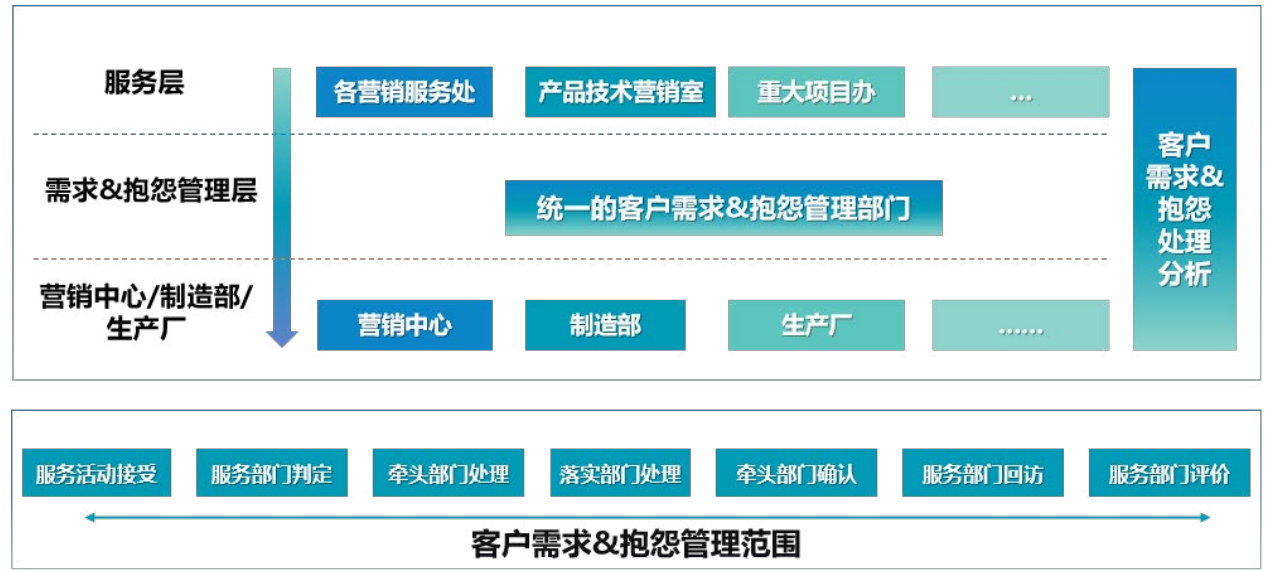 服务层
各营销服务处
产品技术营销室
重大项目办
...
需求&抱怨管理层
统一的客户需求&抱怨管理部门
营销中心/制造部/
生产厂
营销中心
制造部
生产厂
......
客户
需求&
抱怨
处理
分析
服务活动接受
服务部门判定
牵头部门处理
落实部门处理
牵头部门确认
服务部门回访
服务部门评价
客户需求&抱怨管理范围